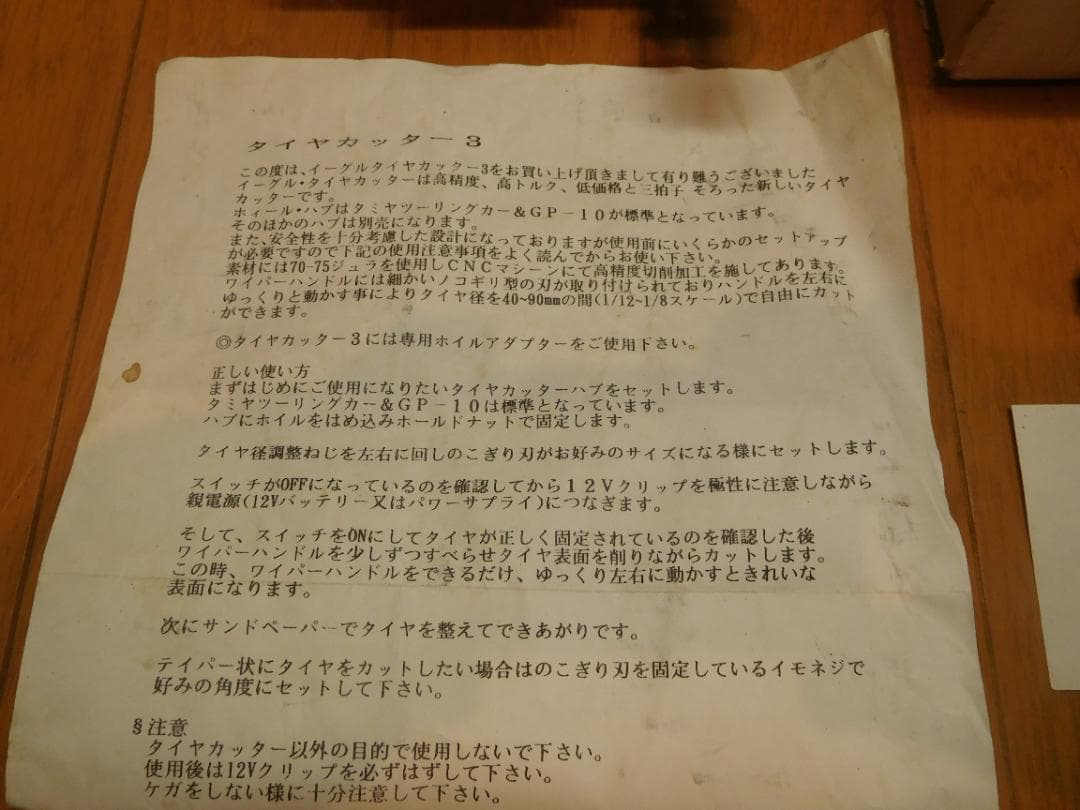 タイヤカッター３
この度は、イーグルタイヤカッター3をお買い上げ頂きまして有り難うございました
イーグル・タイヤカッターは高精度、高トルク、低価格と三拍子 そろった新しいタイヤ
カッターです。
ホィール・ハブはタミヤツーリングカー＆ＧＰ－１０が標準となっています。
そのほかのハブは別売になります。
また、安全性を十分考慮した設計になっておりますが使用前にいくらかのセットアップ
が必要ですので下記の使用注意事項をよく読んでからお使い下さい。
素材には70-75ジュラを使用しＣＮＣマシーンにて高精度切削加工を施してあります。
ワイパーハンドルには細かいノコギリ型の刃が取り付けられておりハンドルを左右に
ゆっくりと動かす事によりタイヤ径を40~90mmの間(1/12~1/8スケール)で自由にカット
ができます。
◎タイヤカッター３には専用ホイルアダプターをご使用下さい。
正しい使い方
まずはじめにご使用になりたいタイヤカッターハブをセットします。
タミヤツーリングカー＆ＧＰ－１０は標準となっています。
ハブにホイルをはめ込みホールドナットで固定します。
タイヤ径調整ねじを左右に回しのこぎり刃がお好みのサイズになる様にセットします。
スイッチがOFFになっているのを確認してから１２Ｖクリップを極性に注意しながら
親電源(12Vバッテリー又はパワーサプライ)につなぎます。
そして、スイッチをONにしてタイヤが正しく固定されているのを確認した後
ワイパーハンドルを少しずつすべらせタイヤ表面を削りながらカットします。
この時、ワイパーハンドルをできるだけ、ゆっくり左右に動かすときれいな
表面になります。
次にサンドペーパーでタイヤを整えてできあがりです。
テイパー状にタイヤをカットしたい場合はのこぎり刃を固定しているイモネジで
好みの角度にセットして下さい。
§注意
タイヤカッター以外の目的で使用しないで下さい。
使用後は12Vクリップを必ずはずして下さい。
ケガをしない様に十分注意して下さい。